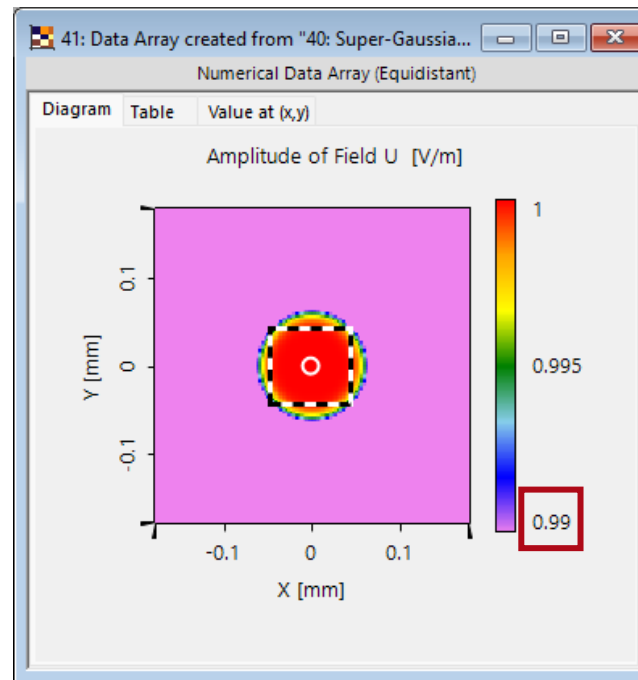 41: Data Array created from "40: Super-Gaussia...
Numerical Data Array (Equidistant)
Diagram Table Value at (x,y)
Amplitude of Field U [V/m]
1
0.995
0.99
Y [mm]
0.1
0
-0.1
-0.1 0 0.1
X [mm]